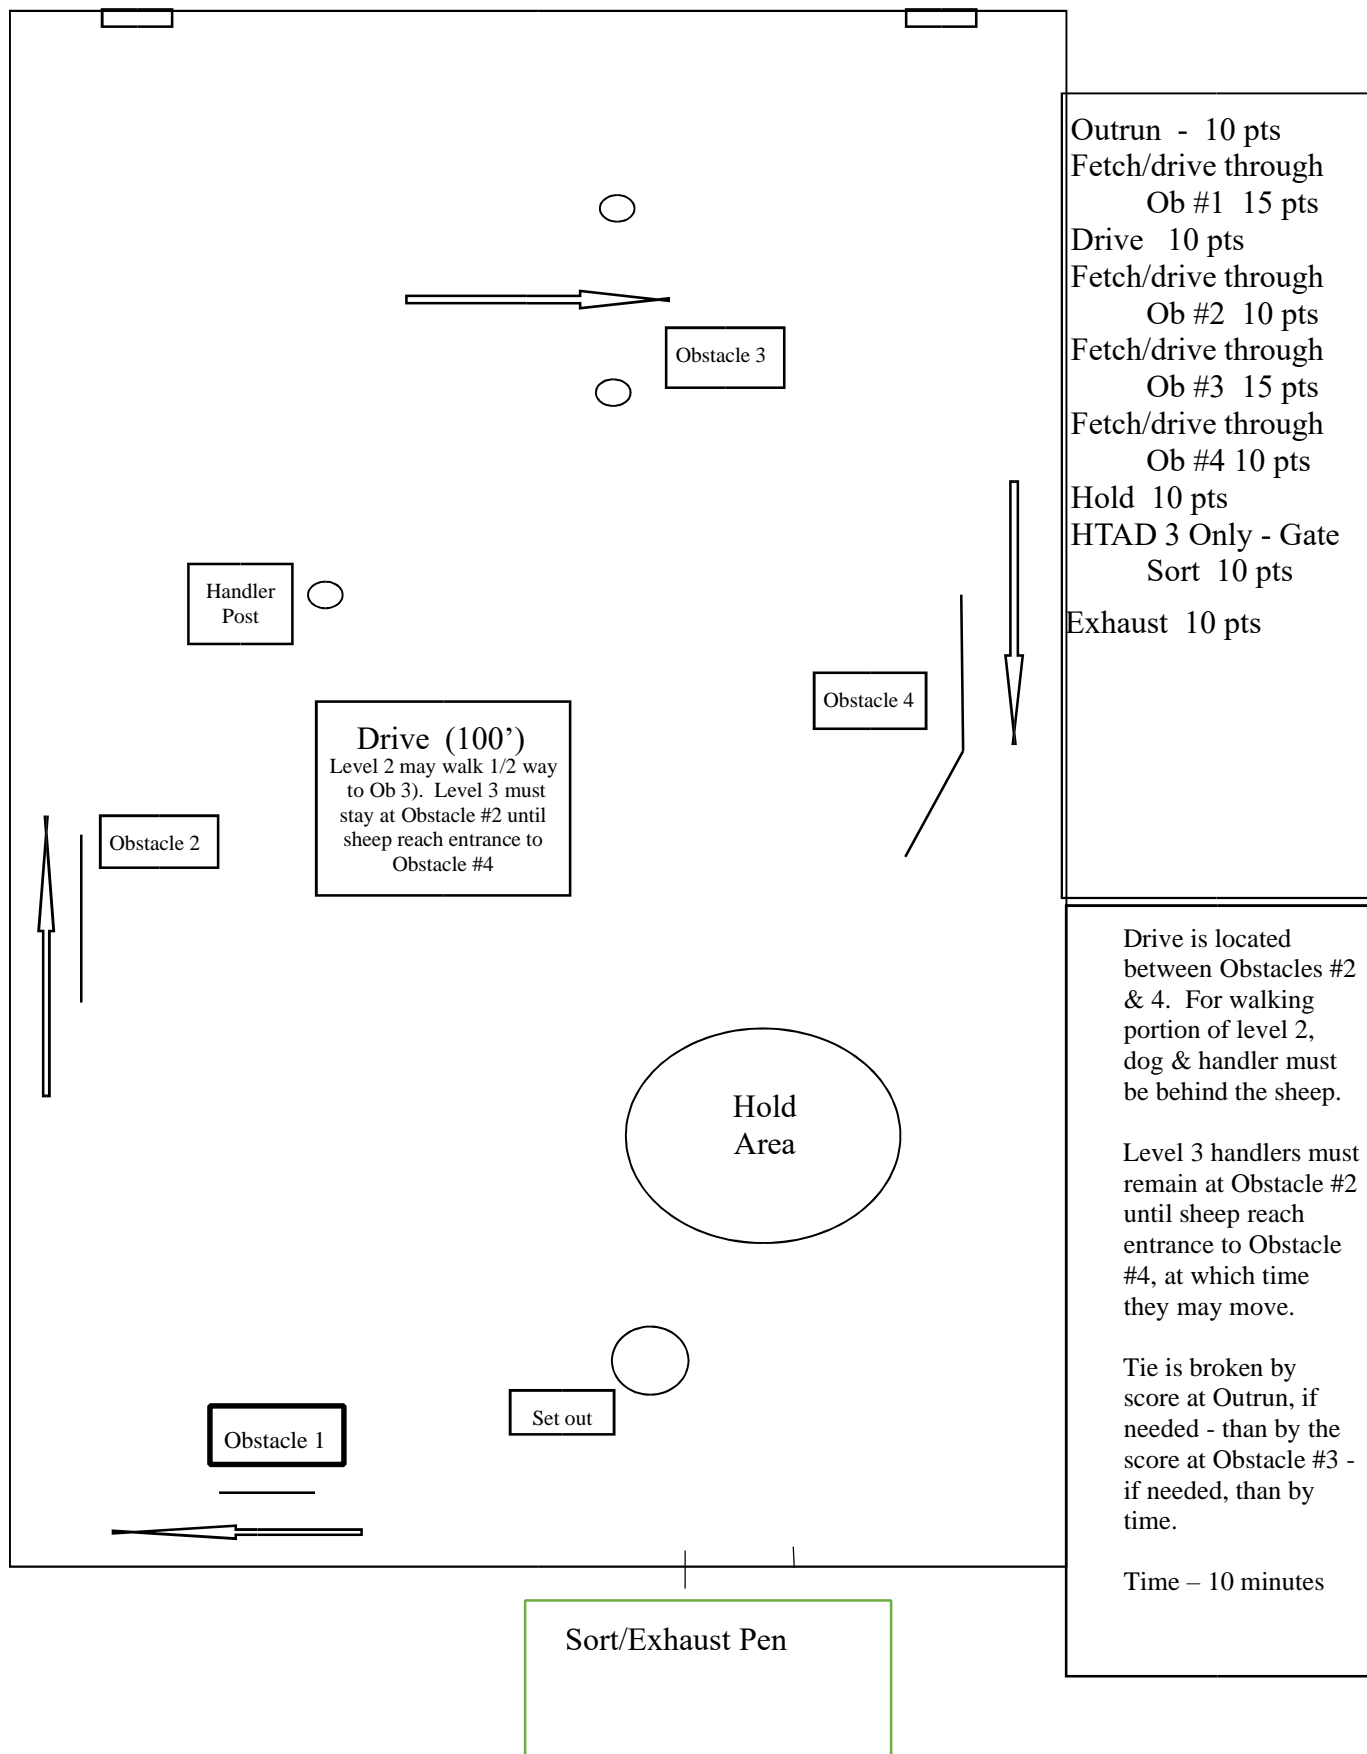 Outrun - 10 pts
Fetch/drive through
Ob #1 15 pts
Drive 10 pts
Fetch/drive through
Ob #2 10 pts
Fetch/drive through
Ob #3 15 pts
Fetch/drive through
Ob #4 10 pts
Hold 10 pts
HTAD 3 Only - Gate
Sort 10 pts
Exhaust 10 pts
Obstacle 3
Handler
Post
Obstacle 4
Drive (100’)
Level 2 may walk 1/2 way
to Ob 3). Level 3 must
stay at Obstacle #2 until
sheep reach entrance to
Obstacle #4
Obstacle 2
Drive is located
between Obstacles #2
& 4. For walking
portion of level 2,
dog & handler must
be behind the sheep.
Level 3 handlers must
remain at Obstacle #2
until sheep reach
entrance to Obstacle
#4, at which time
they may move.
Tie is broken by
score at Outrun, if
needed - than by the
score at Obstacle #3 -
if needed, than by
time.
Time – 10 minutes
Hold
Area
Set out
Obstacle 1
Sort/Exhaust Pen